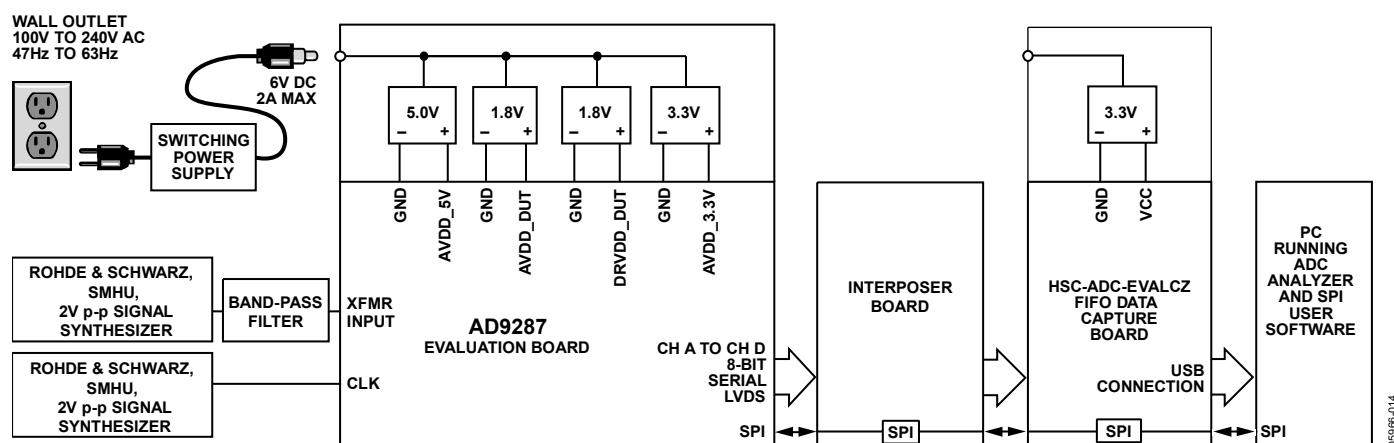 WALL OUTLET
100V TO 240V AC
47Hz TO 63Hz
6V DC
2A MAX
SWITCHING
POWER
SUPPLY
5.0V
– +
1.8V
– +
1.8V
– +
3.3V
– +
GND
AVDD_5V
GND
AVDD_DUT
GND
DRVDD_DUT
GND
AVDD_3.3V
3.3V
– +
GND
VCC
ROHDE & SCHWARZ,
SMHU,
2V p-p SIGNAL
SYNTHESIZER
BAND-PASS
FILTER
XFMR
INPUT
ROHDE & SCHWARZ,
SMHU,
2V p-p SIGNAL
SYNTHESIZER
CLK
AD9287
EVALUATION BOARD
CH A TO CH D
8-BIT
SERIAL
LVDS
SPI
INTERPOSER
BOARD
SPI
HSC-ADC-EVALCZ
FIFO DATA
CAPTURE
BOARD
USB
CONNECTION
SPI
PC
RUNNING
ADC
ANALYZER
AND SPI
USER
SOFTWARE
SPI
05966-014